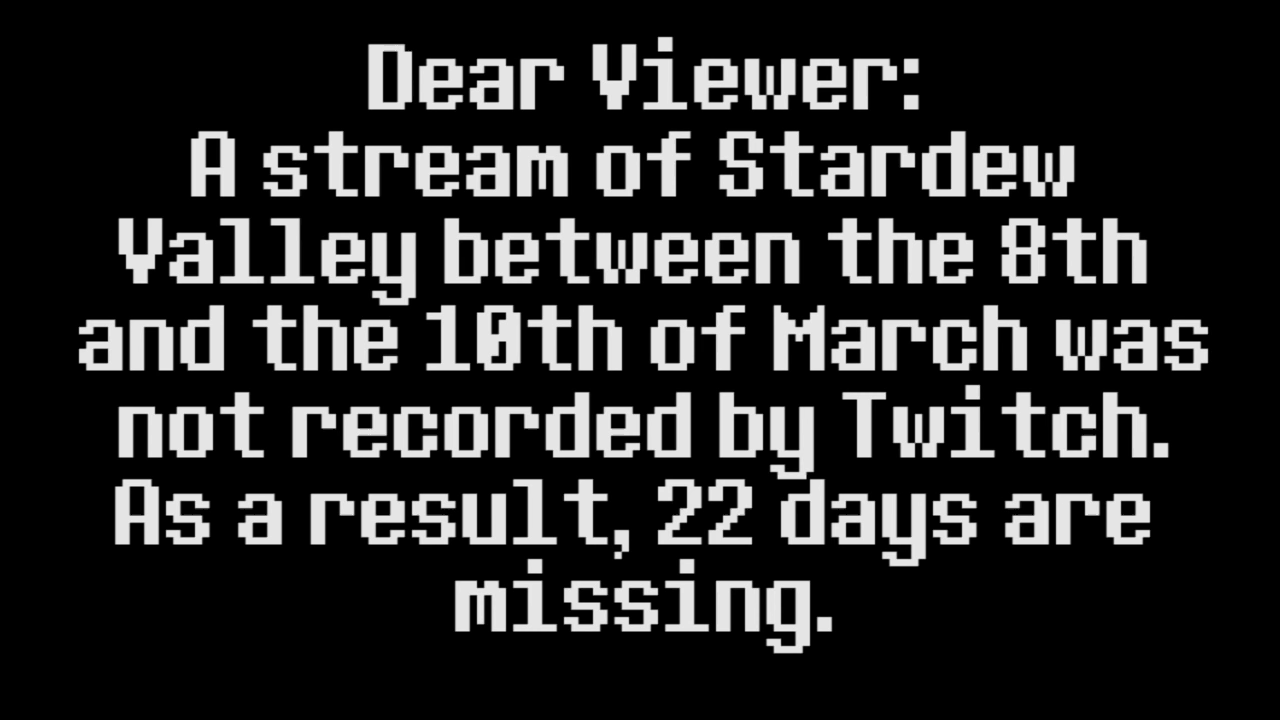 Dear Viewer:
A stream of Stardew
Valley between the 8th
and the 10th of March was
not recorded by Twitch.
As a result, 22 days are
missing.